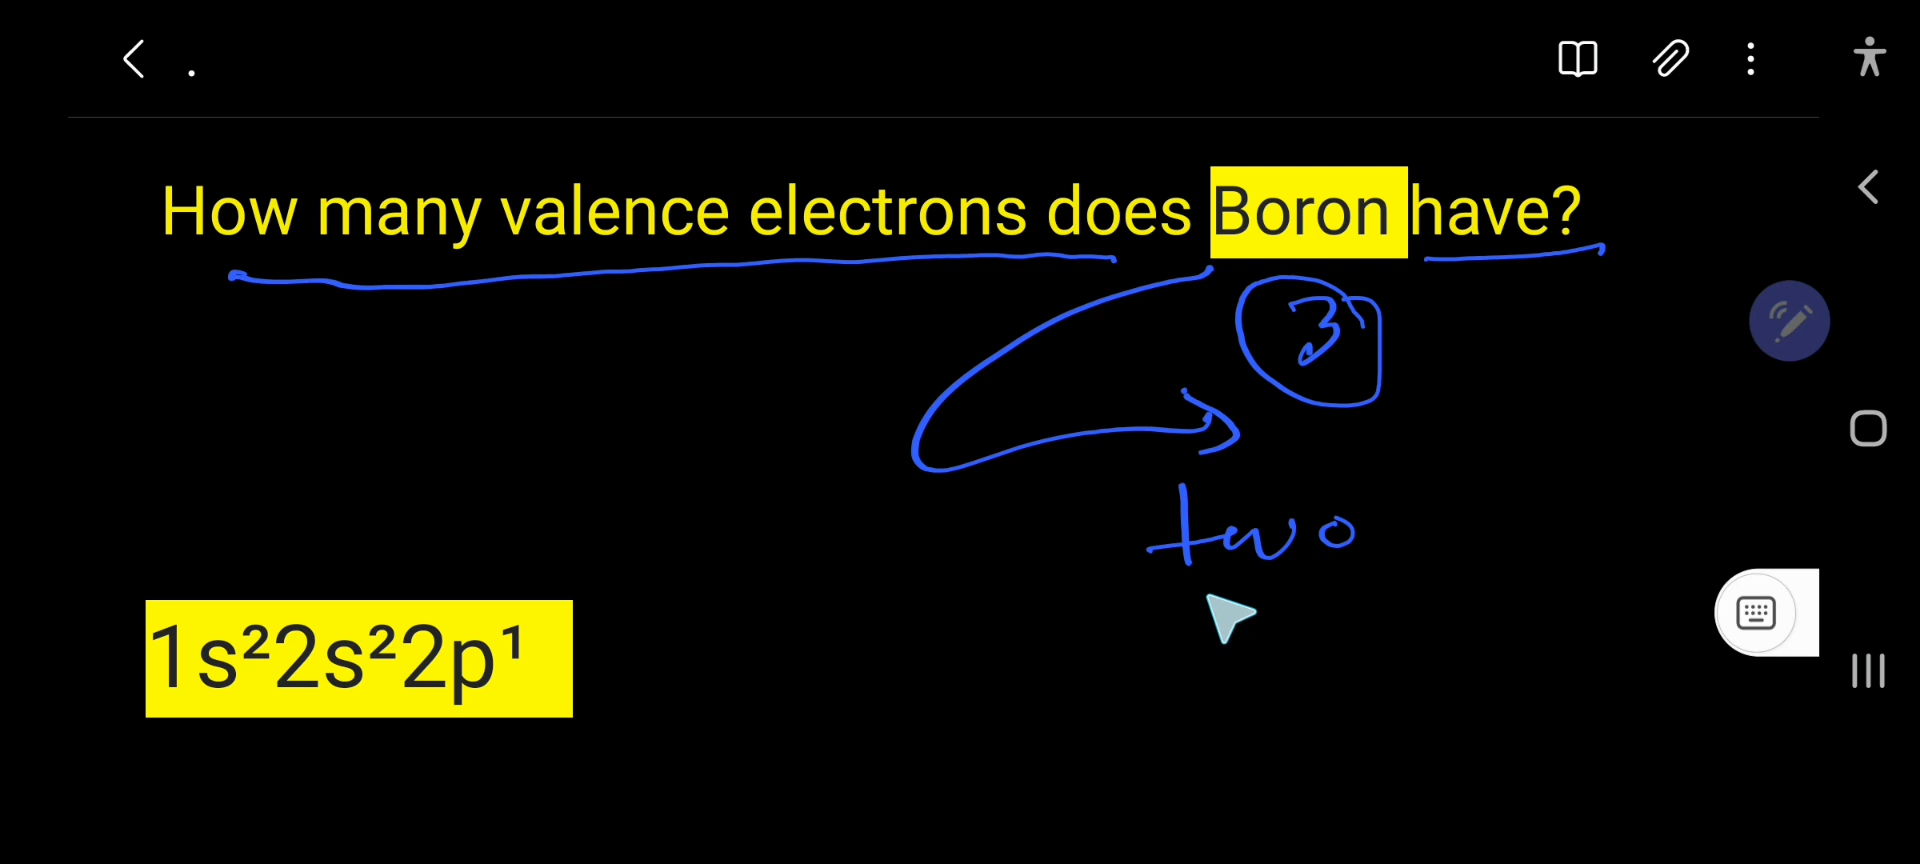 .
How many valence electrons does Boron have?
3
two
1s²2s²2p¹